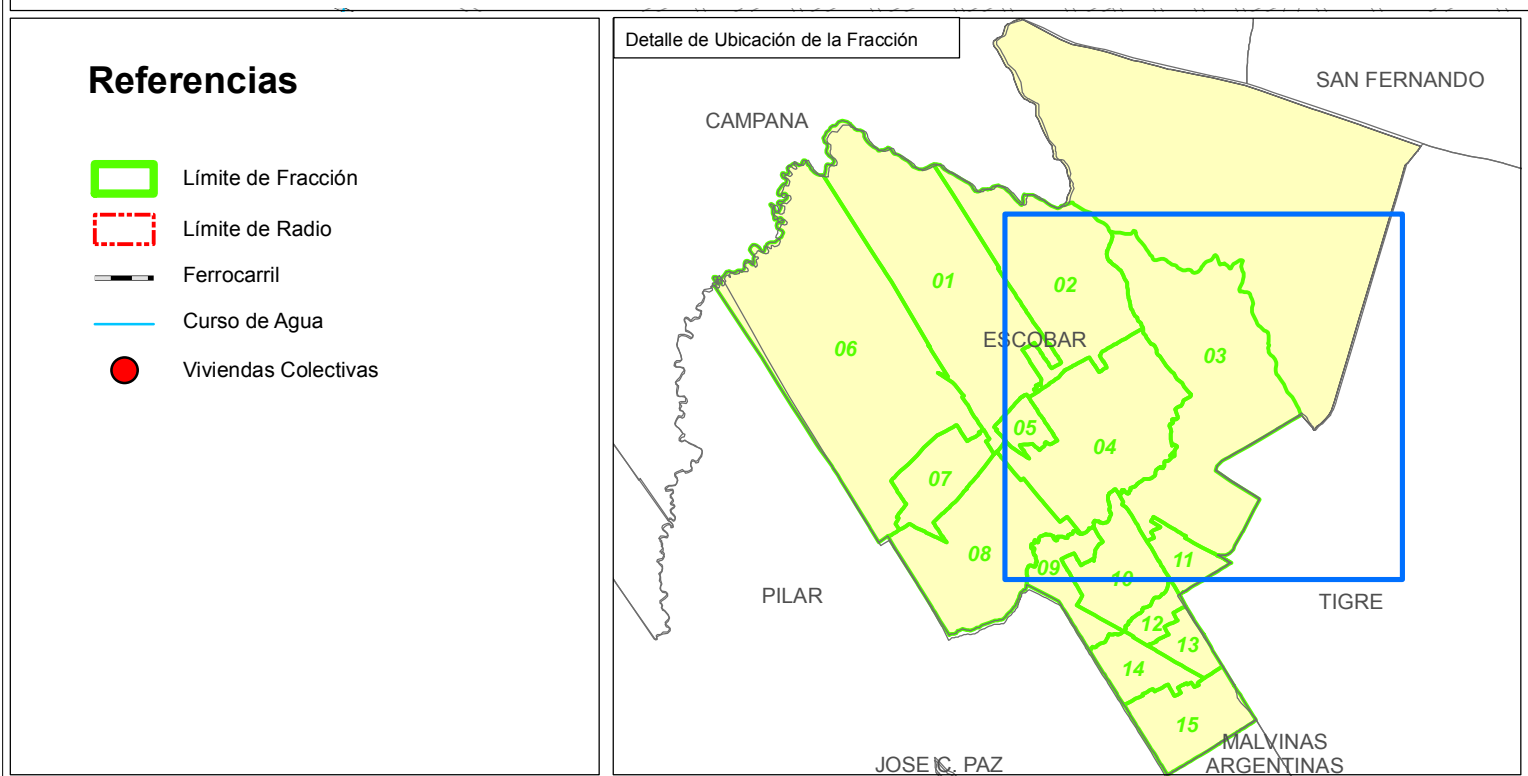 Referencias
Límite de Fracción
Límite de Radio
Ferrocarril
Curso de Agua
Viviendas Colectivas
Detalle de Ubicación de la Fracción
SAN FERNANDO
CAMPANA
01
02
ESCOBAR
06
03
05
04
07
08
09
10
11
PILAR
TIGRE
12
13
14
15
MALVINAS
ARGENTINAS
JOSE C. PAZ